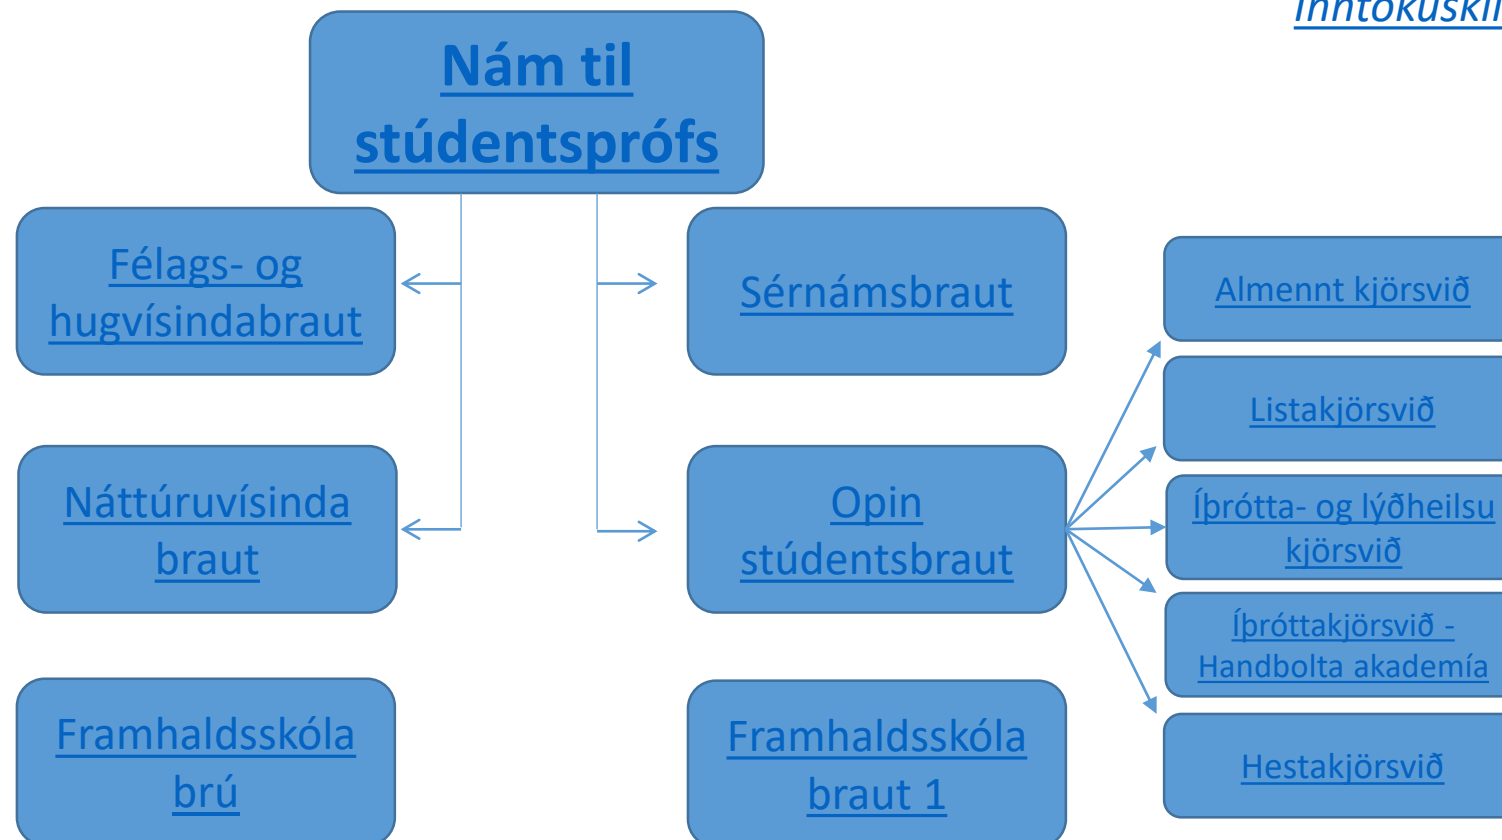 Nám til
stúdentsprófs
Félags- og
hugvísindabraut
Sérnámsbraut
Almennt kjörsvið
Listakjörsvið
Náttúruvísinda
braut
Opin
stúdentsbraut
Íþrótta- og lýðheilsu
kjörsvið
Íþróttakjörsvið -
Handbolta akademía
Framhaldsskóla
brú
Framhaldsskóla
braut 1
Hestakjörsvið